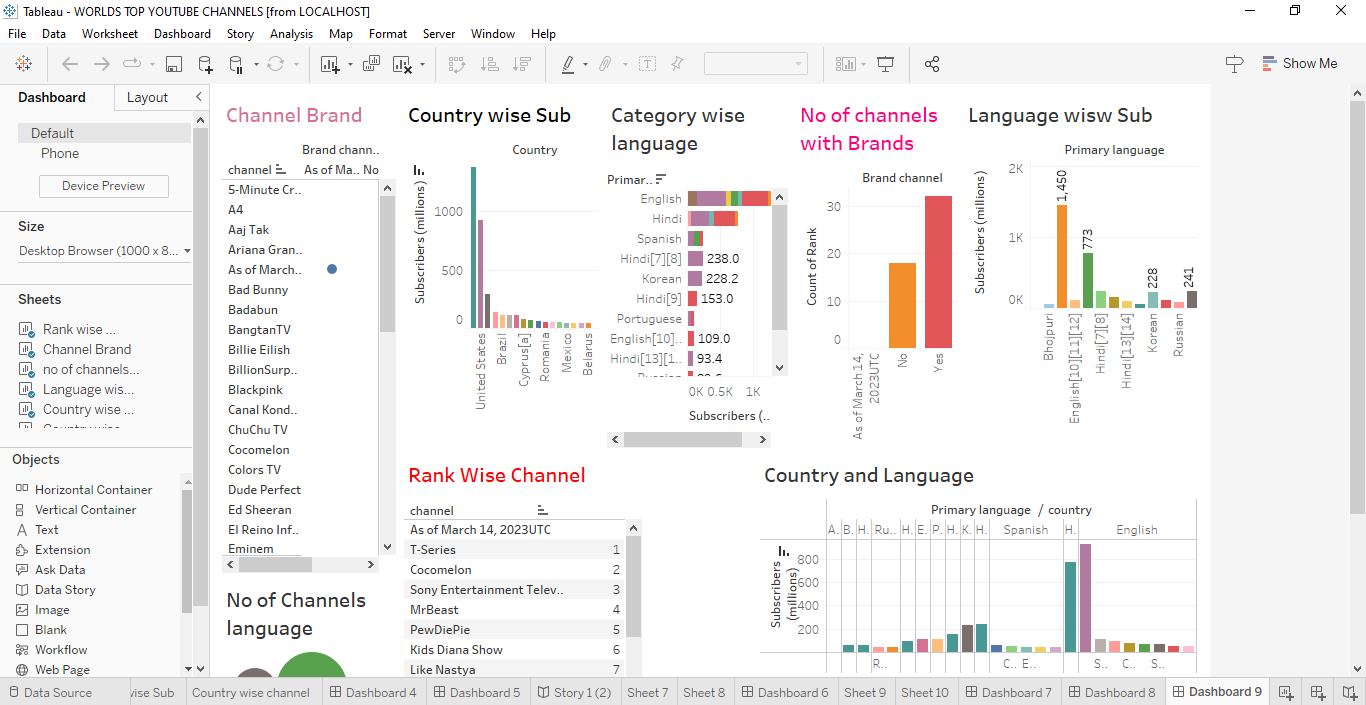 Tableau - WORLDS TOP YOUTUBE CHANNELS [from LOCALHOST]
File Data Worksheet Dashboard Story Analysis Map Format Server Window Help
Show Me
Dashboard Layout
Default
Phone
Device Preview
Size
Desktop Browser (1000 x 8...
Sheets
Rank wise ...
Channel Brand
no of channels...
Language wis...
Country wise ...
Objects
Horizontal Container
Vertical Container
Text
Extension
Ask Data
Data Story
Image
Blank
Workflow
Web Page
Channel Brand
Brand chann..
channel As of Ma.. No
5-Minute Cr..
A4
Aaj Tak
Ariana Gran..
As of March..
Bad Bunny
Badabun
BangtanTV
Billie Eilish
BillionSurp..
Blackpink
Canal Kond..
ChuChu TV
Cocomelon
Colors TV
Dude Perfect
Ed Sheeran
El Reino Inf..
Eminem
No of Channels
language
Country wise Sub
Country
Subscribers (millions)
1000
500
0
United States
Brazil
Cyprus[a]
Romania
Mexico
Belarus
Category wise
language
Primar..
English
Hindi
Spanish
Hindi[7][8] 238.0
Korean 228.2
Hindi[9] 153.0
Portuguese
English[10].. 109.0
Hindi[13][1.. 93.4
0K 0.5K 1K
Subscribers (..
No of channels
with Brands
Brand channel
Count of Rank
30
20
10
0
As of March 14,
2023UTC
No
Yes
Language wisw Sub
Primary language
Subscribers (millions)
2K
1K
0K
1,450
773
228
241
Bhojpuri
English[10][11][12]
Hindi[7][8]
Hindi[13][14]
Korean
Russian
Rank Wise Channel
channel
As of March 14, 2023UTC
T-Series 1
Cocomelon 2
Sony Entertainment Telev.. 3
MrBeast 4
PewDiePie 5
Kids Diana Show 6
Like Nastya 7
Country and Language
Primary language / country
A. B. H. Ru.. H. E. P. H. K. H. Spanish H. English
Subscribers
(millions)
800
600
400
200
R.. C.. E.. S.. C.. S..
Data Source
wise Sub
Country wise channel
Dashboard 4
Dashboard 5
Story 1 (2)
Sheet 7
Sheet 8
Dashboard 6
Sheet 9
Sheet 10
Dashboard 7
Dashboard 8
Dashboard 9